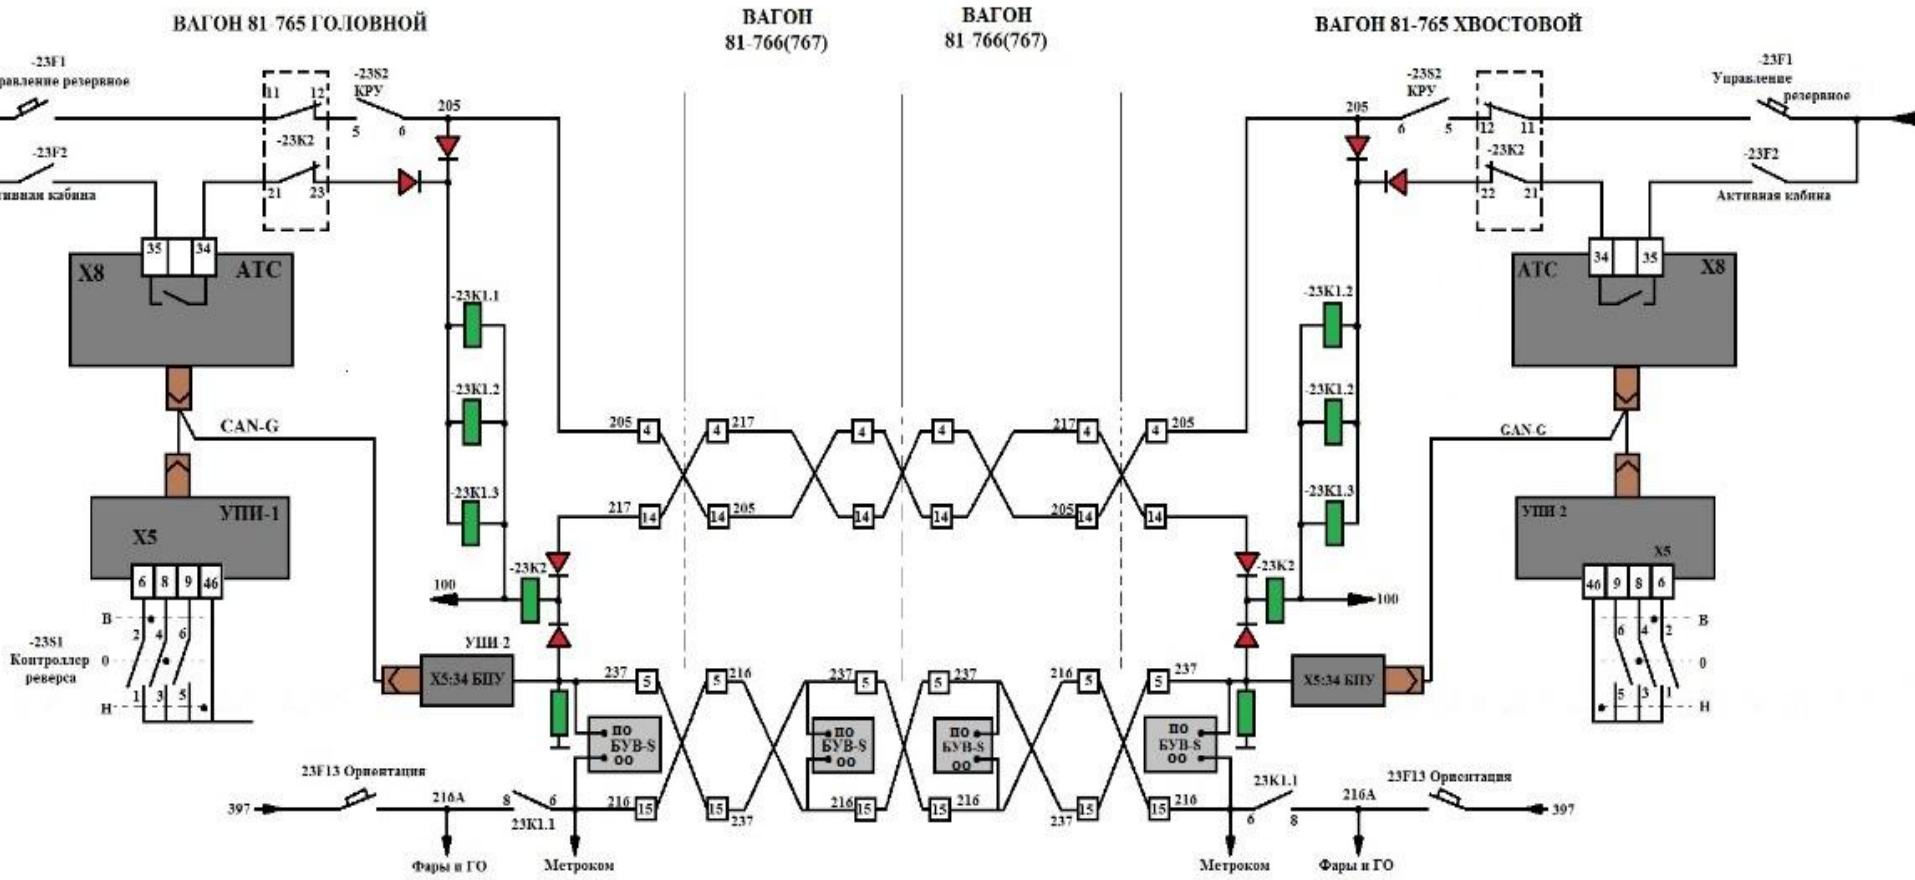 ВАГОН 81-765 ГОЛОВНОЙ
ВАГОН
81-766(767)
ВАГОН
81-766(767)
ВАГОН 81-765 ХВОСТОВОЙ
-23F1
равление резервное
11
12
-23S2
КРУ
5
6
205
-23K2
-23F2
тивная кабина
21
23
35
34
X8
АТС
CAN-G
УПИ-1
X5
6
8
9
46
В
0
Н
-23S1
Контроллер
реверса
2
4
6
1
3
5
-23K1.1
-23K1.2
-23K1.3
100
-23K2
УПИ-2
X5:34 БПУ
205
4
4
217
4
4
217
4
4
205
217
14
14
205
14
14
205
14
14
237
5
5
216
237
5
5
237
216
5
5
237
ПО
БУВ-S
ОО
ПО
БУВ-S
ОО
ПО
БУВ-S
ОО
ПО
БУВ-S
ОО
216
15
15
237
216
15
15
216
237
15
15
216
397
23F13 Ориентация
216А
8
6
23K1.1
Фары и ГО
Метроком
205
-23S2
КРУ
6
5
12
11
-23K2
22
21
-23F1
Управление
резервное
-23F2
Активная кабина
34
35
АТС
X8
-23K1.2
-23K1.2
-23K1.3
GAN-G
УПИ-2
X5
46
9
8
6
6
4
2
5
3
1
В
0
Н
-23K2
100
X5:34 БПУ
23K1.1
6
8
216А
23F13 Ориентация
397
Метроком
Фары и ГО